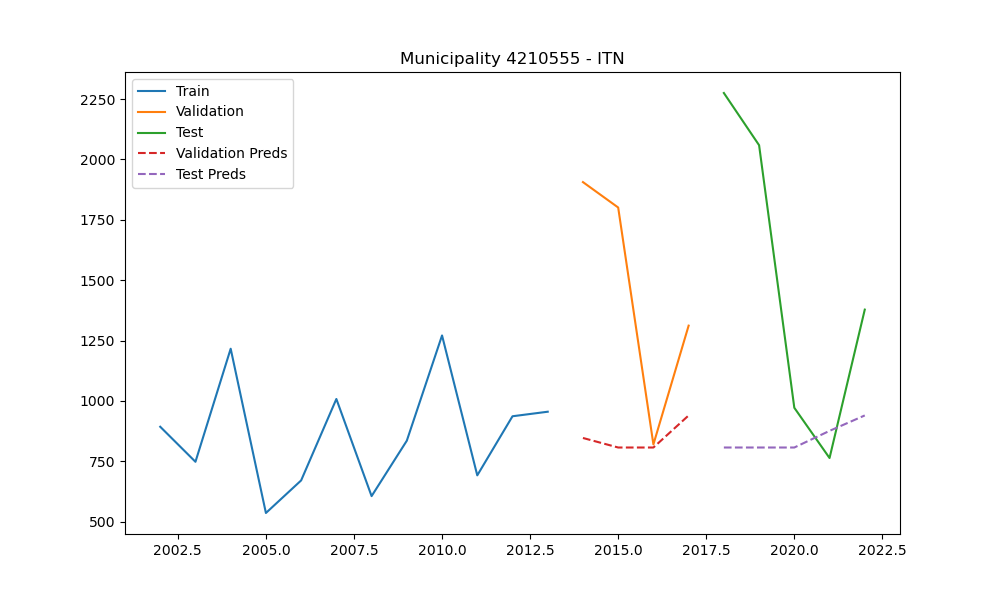 Municipality 4210555 - ITN
Train
Validation
Test
Validation Preds
Test Preds
2250
2000
1750
1500
1250
1000
750
500
2002.5 2005.0 2007.5 2010.0 2012.5 2015.0 2017.5 2020.0 2022.5